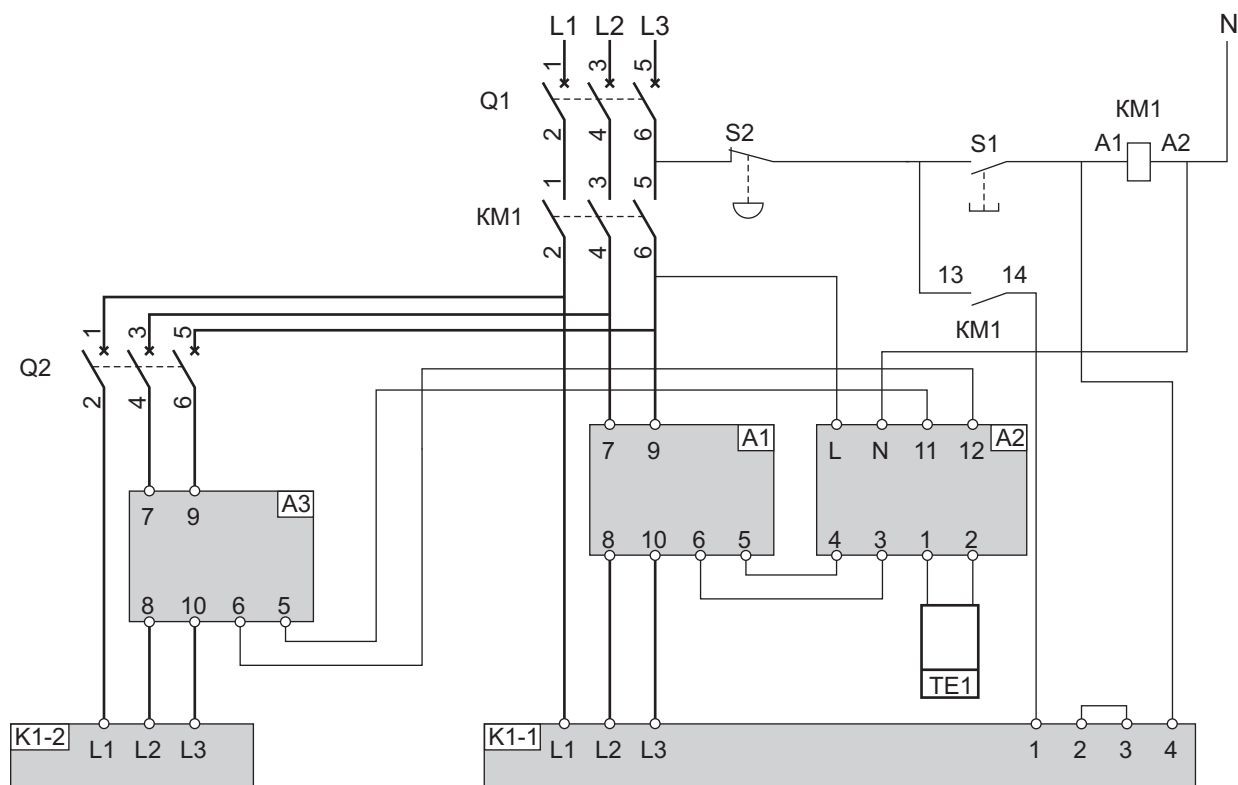 L1 L2 L3 N
1 3 5
Q1
2 4 6
S2 S1 КМ1
A1 A2
1 3 5
КМ1
2 4 6
13 14
КМ1
1 3 5
Q2
2 4 6
7 9 A1
L N 11 12 A2
7 9 A3
8 10 6 5
4 3 1 2
8 10 6 5
TE1
K1-2 L1 L2 L3
K1-1 L1 L2 L3 1 2 3 4